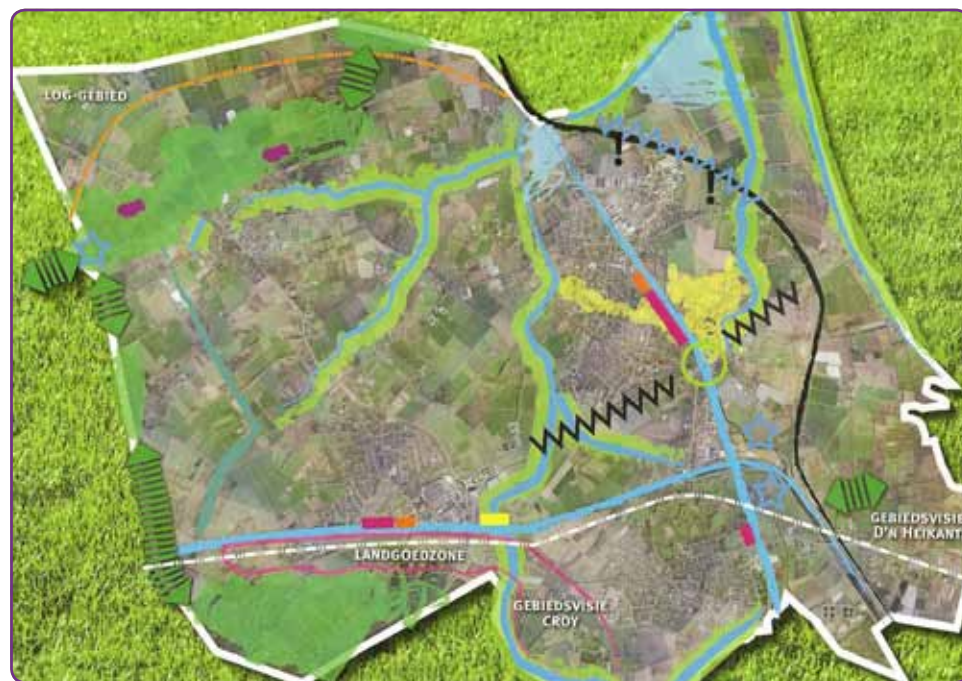 LOG-GEBIED
LANDGOEDZONE
GEBIEDSVISIE
D'N HEIKANT
GEBIEDSVISIE
CROY